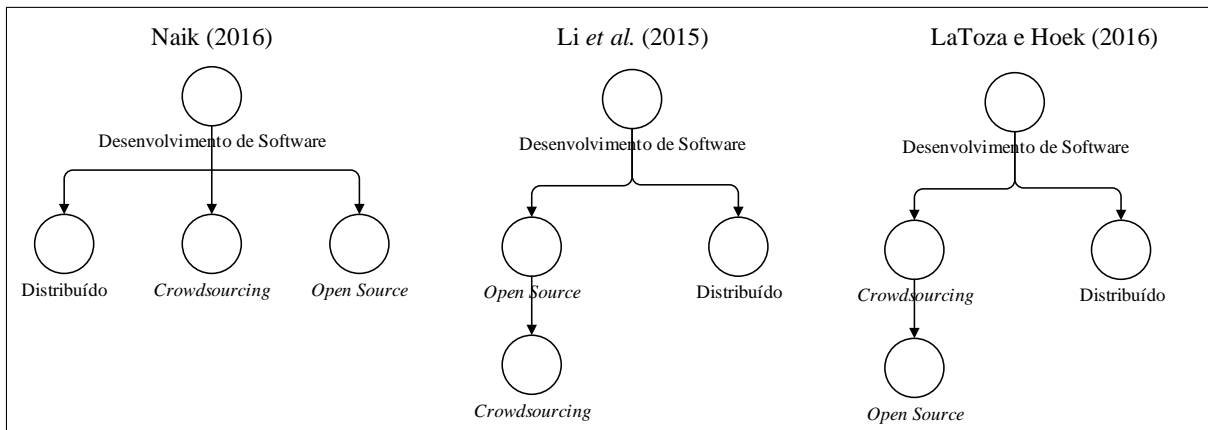 Naik (2016)
Desenvolvimento de Software
Distribuído
Crowdsourcing
Open Source
Li et al. (2015)
Desenvolvimento de Software
Open Source
Distribuído
Crowdsourcing
LaToza e Hoek (2016)
Desenvolvimento de Software
Crowdsourcing
Distribuído
Open Source